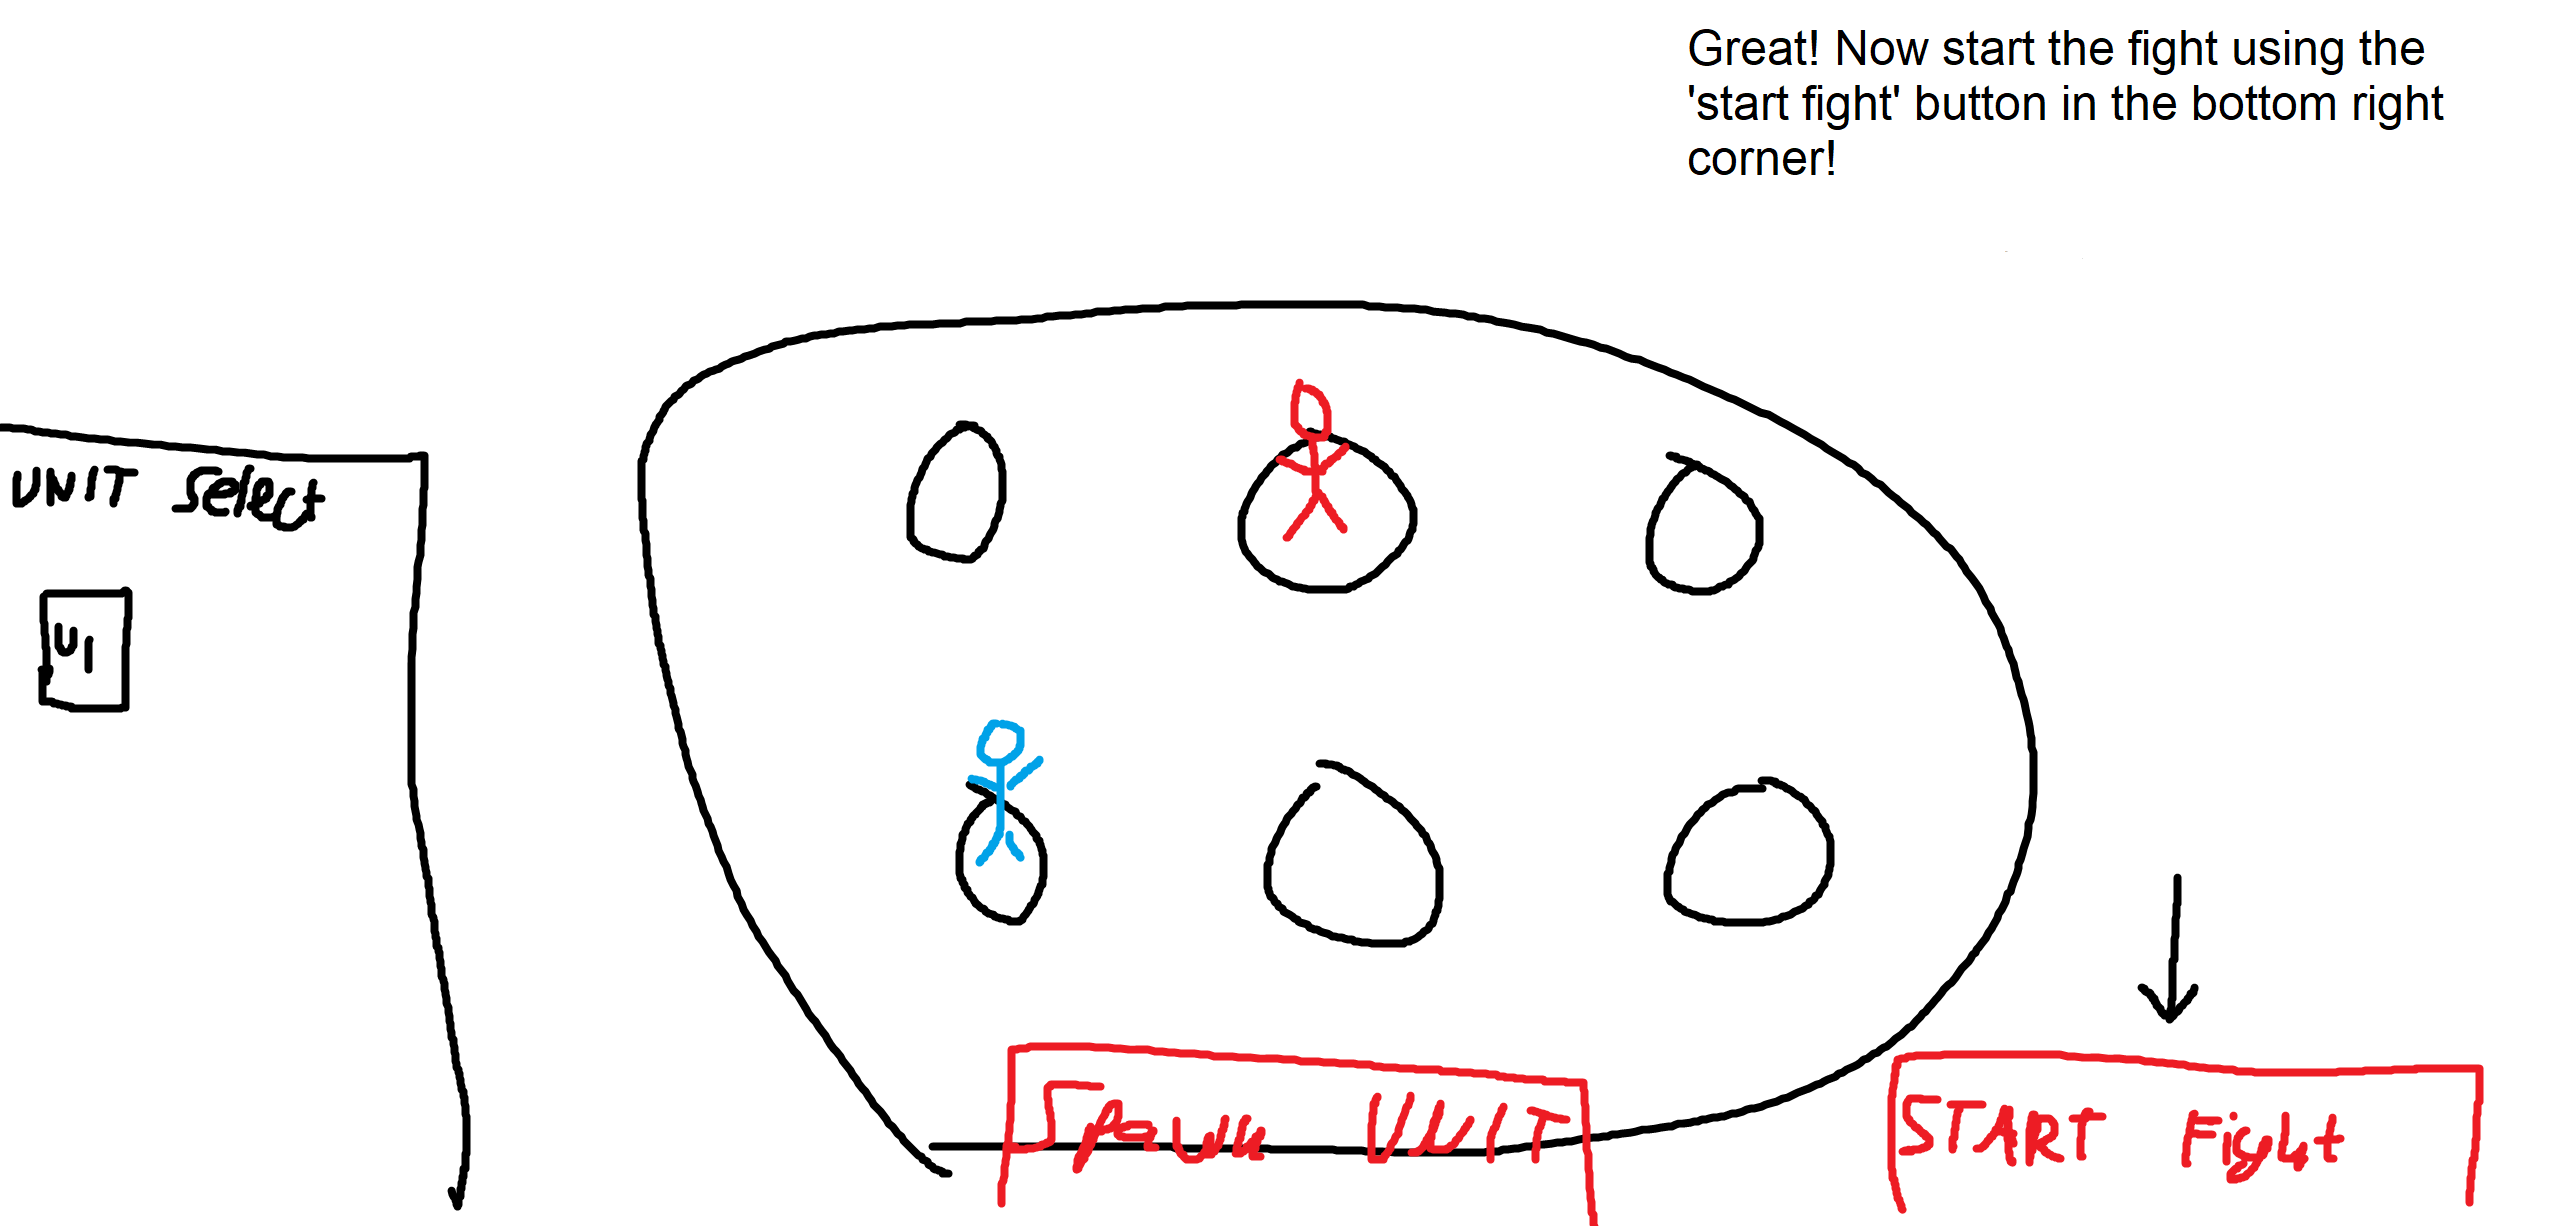 Great! Now start the fight using the
'start fight' button in the bottom right
corner!
UNIT Select
U1
Spawn UNIT
START Fight